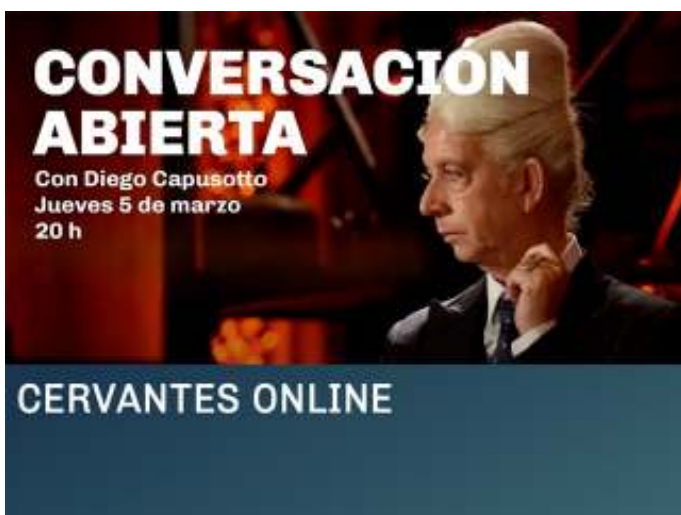 CONVERSACIÓN
ABIERTA
Con Diego Capusotto
Jueves 5 de marzo
20 h
CERVANTES ONLINE